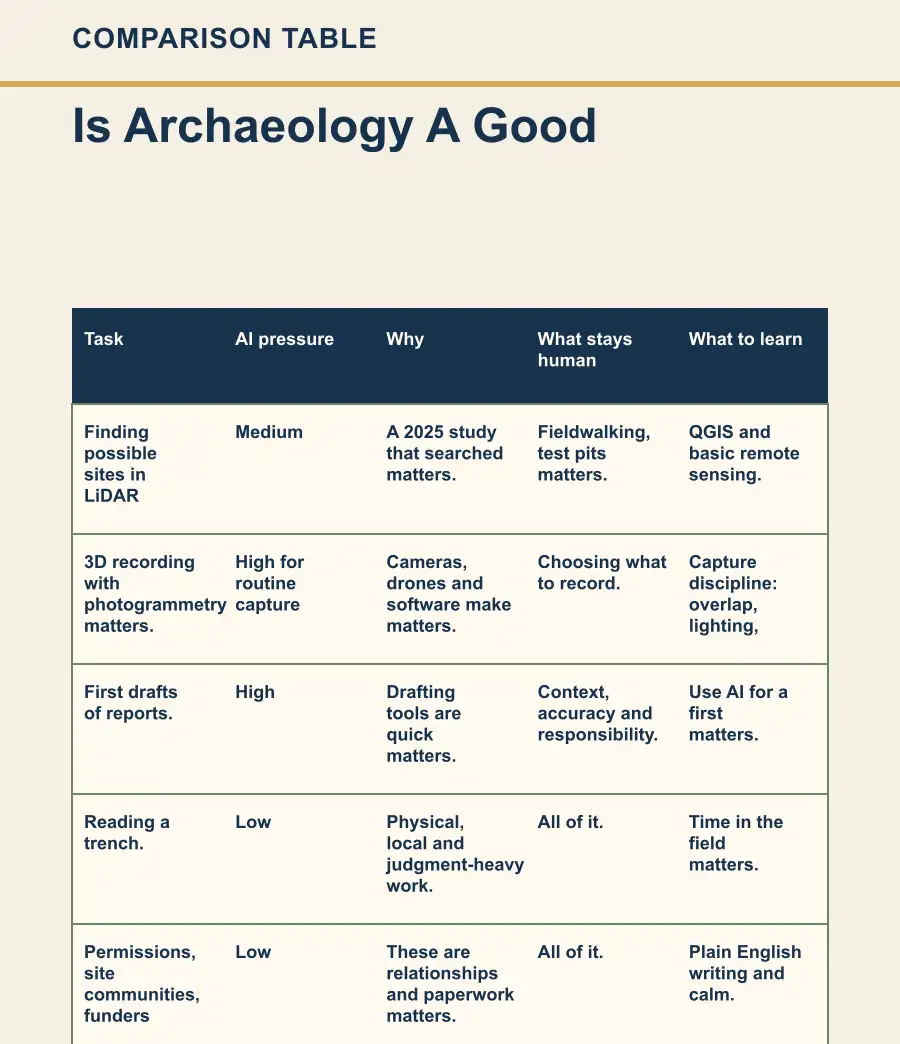 COMPARISON TABLE
Is Archaeology A Good
Task
AI pressure
Why
What stays
human
What to learn
Finding
possible
sites in
LiDAR
Medium
A 2025 study
that searched
matters.
Fieldwalking,
test pits
matters.
QGIS and
basic remote
sensing.
3D recording
with
photogrammetry
matters.
High for
routine
capture
Cameras,
drones and
software make
matters.
Choosing what
to record.
Capture
discipline:
overlap,
lighting,
First drafts
of reports.
High
Drafting
tools are
quick
matters.
Context,
accuracy and
responsibility.
Use AI for a
first
matters.
Reading a
trench.
Low
Physical,
local and
judgment-heavy
work.
All of it.
Time in the
field
matters.
Permissions,
site
communities,
funders
Low
These are
relationships
and paperwork
matters.
All of it.
Plain English
writing and
calm.